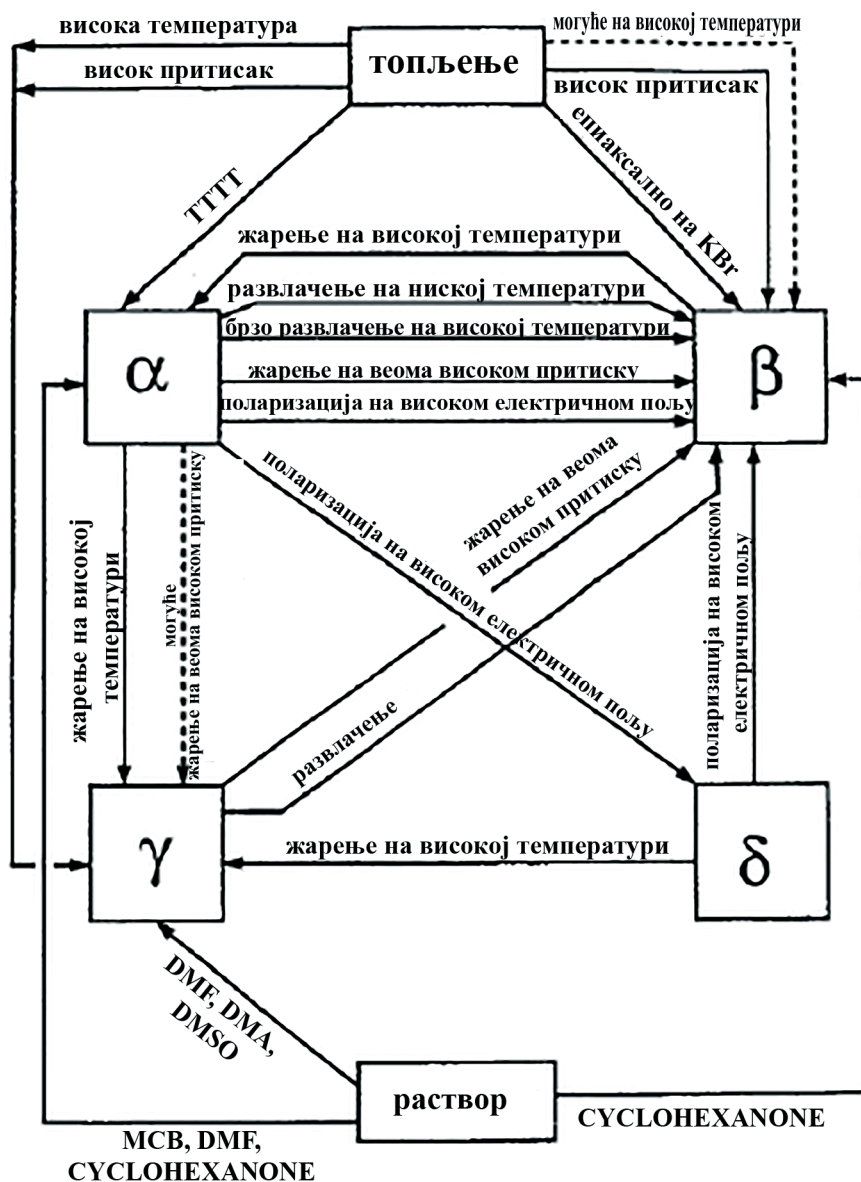 висока температура
висок притисак
топљење
могуће на високој температури
висок притисак
епиаксално на KBr
TTTT
жарење на високој температури
развлачење на ниској температури
брзо развлачење на високој температури
жарење на веома високом притиску
поларизација на високом електричном пољу
α
β
поларизација на високом електричном пољу
жарење на веома
високом притиску
жарење на високој
температури
могуће
жарење на веома високом притиску
развлачење
поларизација на високом
електричном пољу
жарење на високој температури
γ
δ
DMF, DMA,
DMSO
раствор
MCB, DMF,
CYCLOHEXANONE
CYCLOHEXANONE